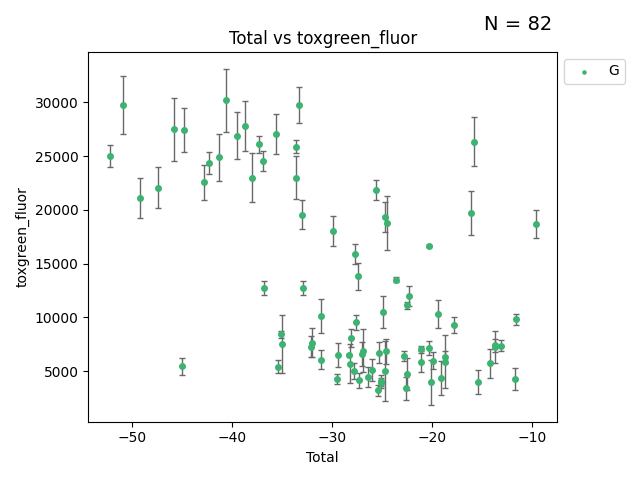 N = 82
Total vs toxgreen_fluor
G
30000
25000
20000
15000
10000
5000
toxgreen_fluor
−50
−40
−30
−20
−10
Total